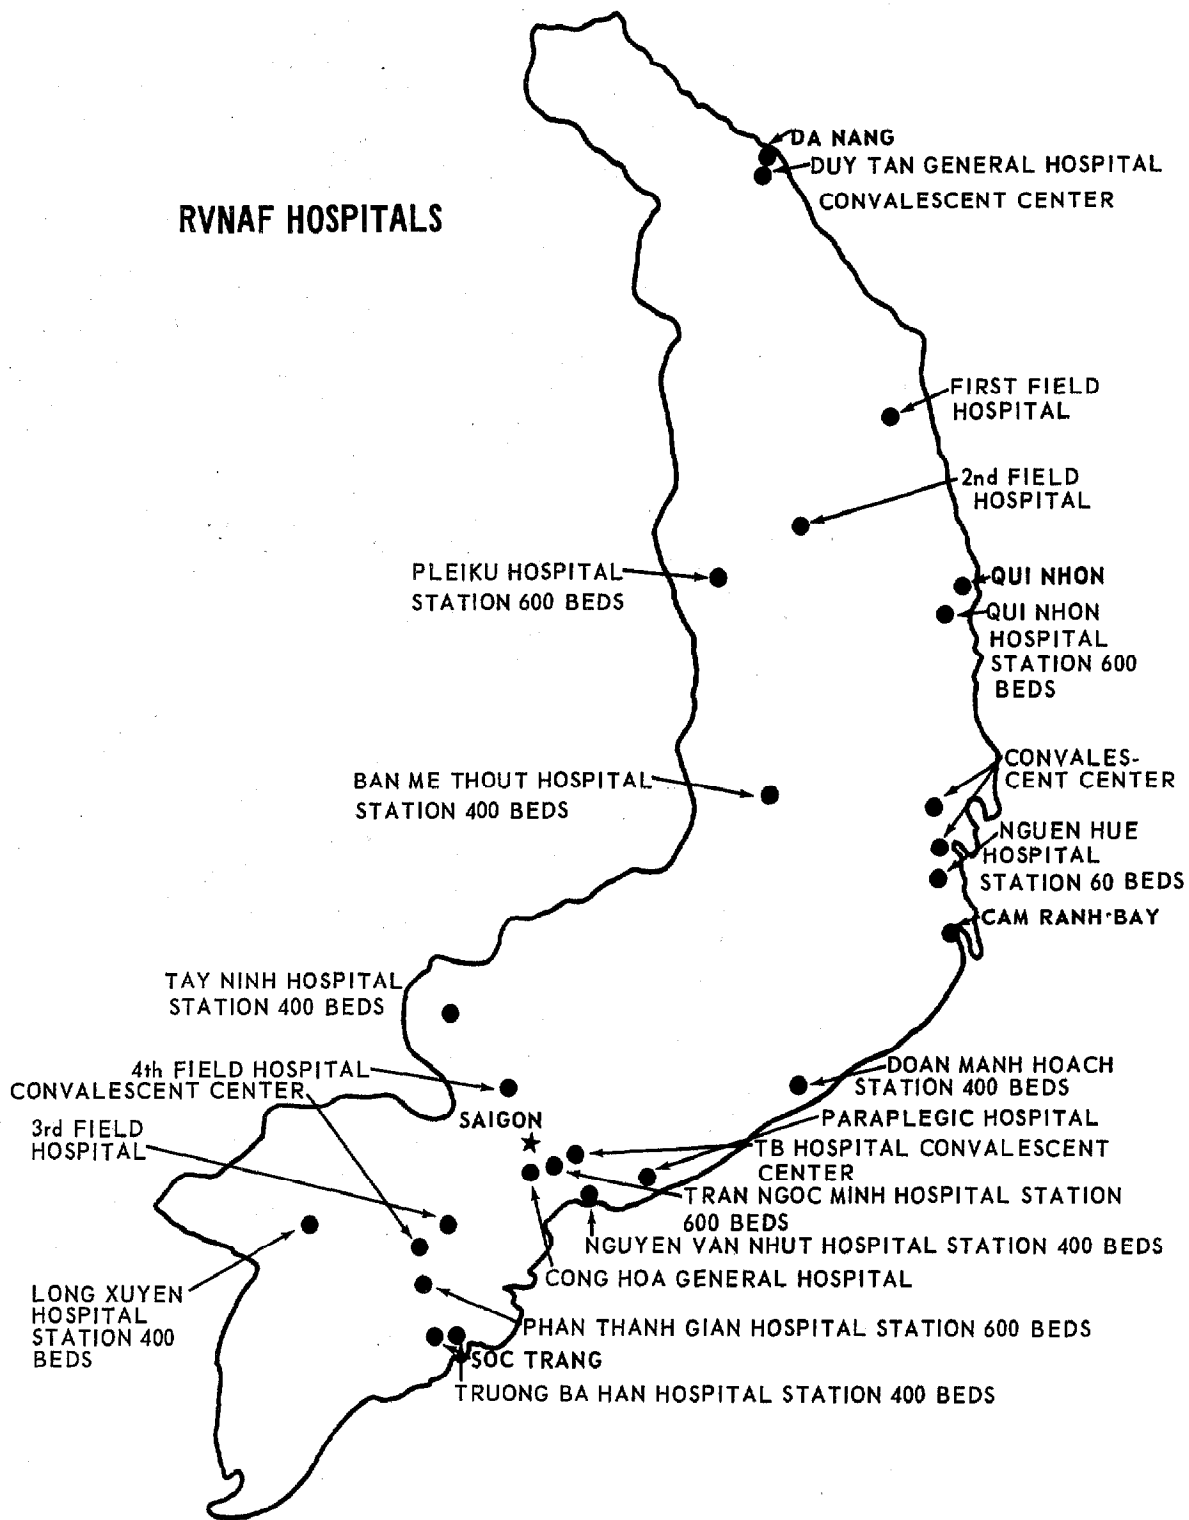 DA NANG
DUY TAN GENERAL HOSPITAL
CONVALESCENT CENTER
RVNAF HOSPITALS
FIRST FIELD
HOSPITAL
2nd FIELD
HOSPITAL
PLEIKU HOSPITAL
STATION 600 BEDS
QUI NHON
QUI NHON
HOSPITAL
STATION 600
BEDS
CONVALES-
CENT CENTER
BAN ME THOUT HOSPITAL
STATION 400 BEDS
NGUEN HUE
HOSPITAL
STATION 60 BEDS
CAM RANH BAY
TAY NINH HOSPITAL
STATION 400 BEDS
4th FIELD HOSPITAL
CONVALESCENT CENTER
DOAN MANH HOACH
STATION 400 BEDS
SAIGON
PARAPLEGIC HOSPITAL
3rd FIELD
HOSPITAL
TB HOSPITAL CONVALESCENT
CENTER
TRAN NGOC MINH HOSPITAL STATION
600 BEDS
NGUYEN VAN NHUT HOSPITAL STATION 400 BEDS
CONG HOA GENERAL HOSPITAL
LONG XUYEN
HOSPITAL
STATION 400
BEDS
PHAN THANH GIAN HOSPITAL STATION 600 BEDS
SOC TRANG
TRUONG BA HAN HOSPITAL STATION 400 BEDS